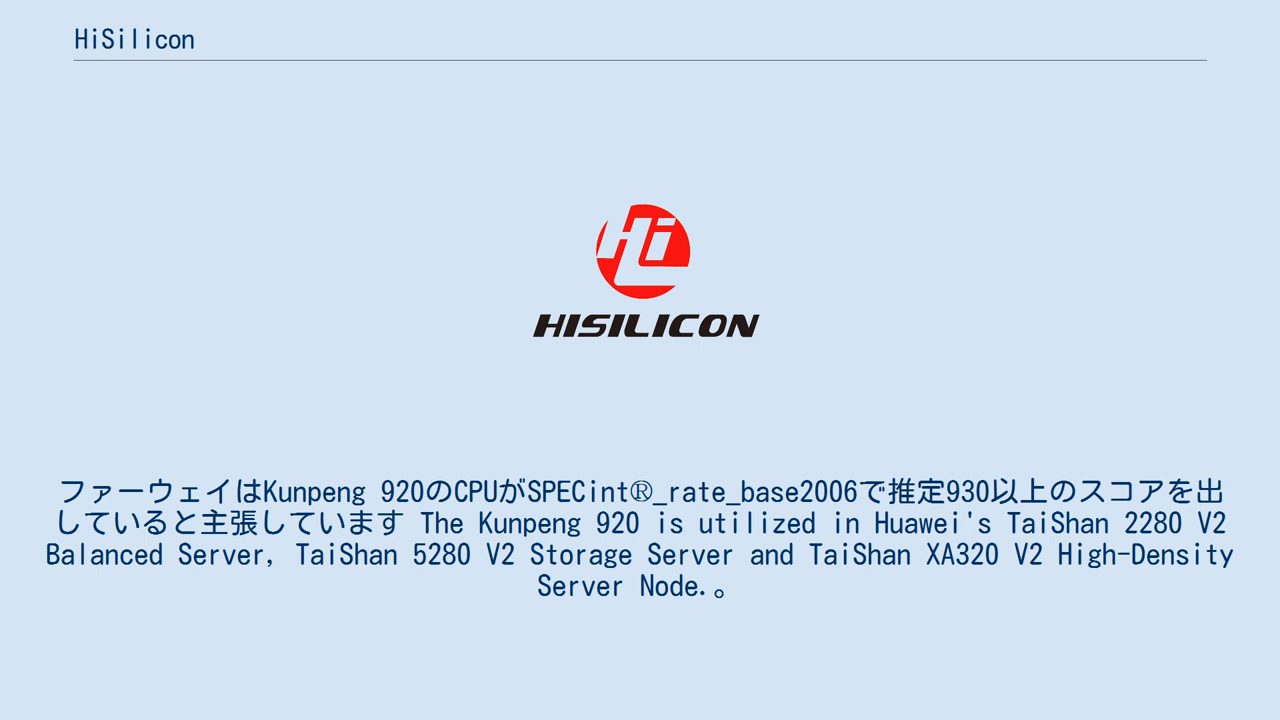 HiSilicon
Hi
HISILICON
ファーウェイはKunpeng 920のCPUがSPECint®_rate_base2006で推定930以上のスコアを出
していると主張しています The Kunpeng 920 is utilized in Huawei's TaiShan 2280 V2
Balanced Server, TaiShan 5280 V2 Storage Server and TaiShan XA320 V2 High-Density
Server Node.。